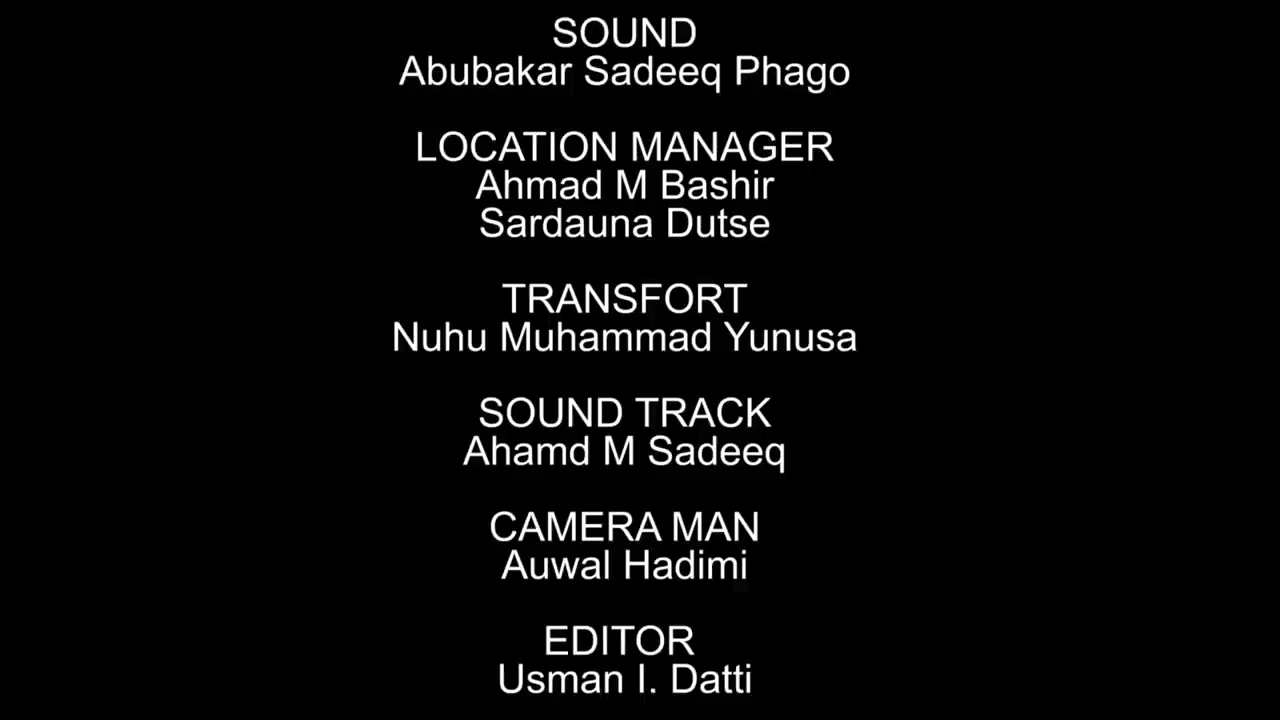 SOUND
Abubakar Sadeeq Phago
LOCATION MANAGER
Ahmad M Bashir
Sardauna Dutse
TRANSFORT
Nuhu Muhammad Yunusa
SOUND TRACK
Ahamd M Sadeeq
CAMERA MAN
Auwal Hadimi
EDITOR
Usman I. Datti